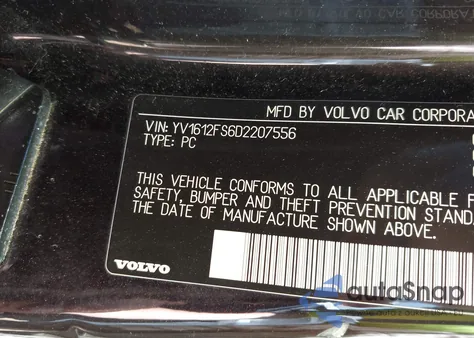 MFD BY VOLVO CAR CORPORA
VIN: YV1612FS6D2207556
TYPE: PC
THIS VEHICLE CONFORMS TO ALL APPLICABLE F
SAFETY, BUMPER AND THEFT PREVENTION STAND
THE DATE OF MANUFACTURE SHOWN ABOVE.
VOLVO
autoSnap